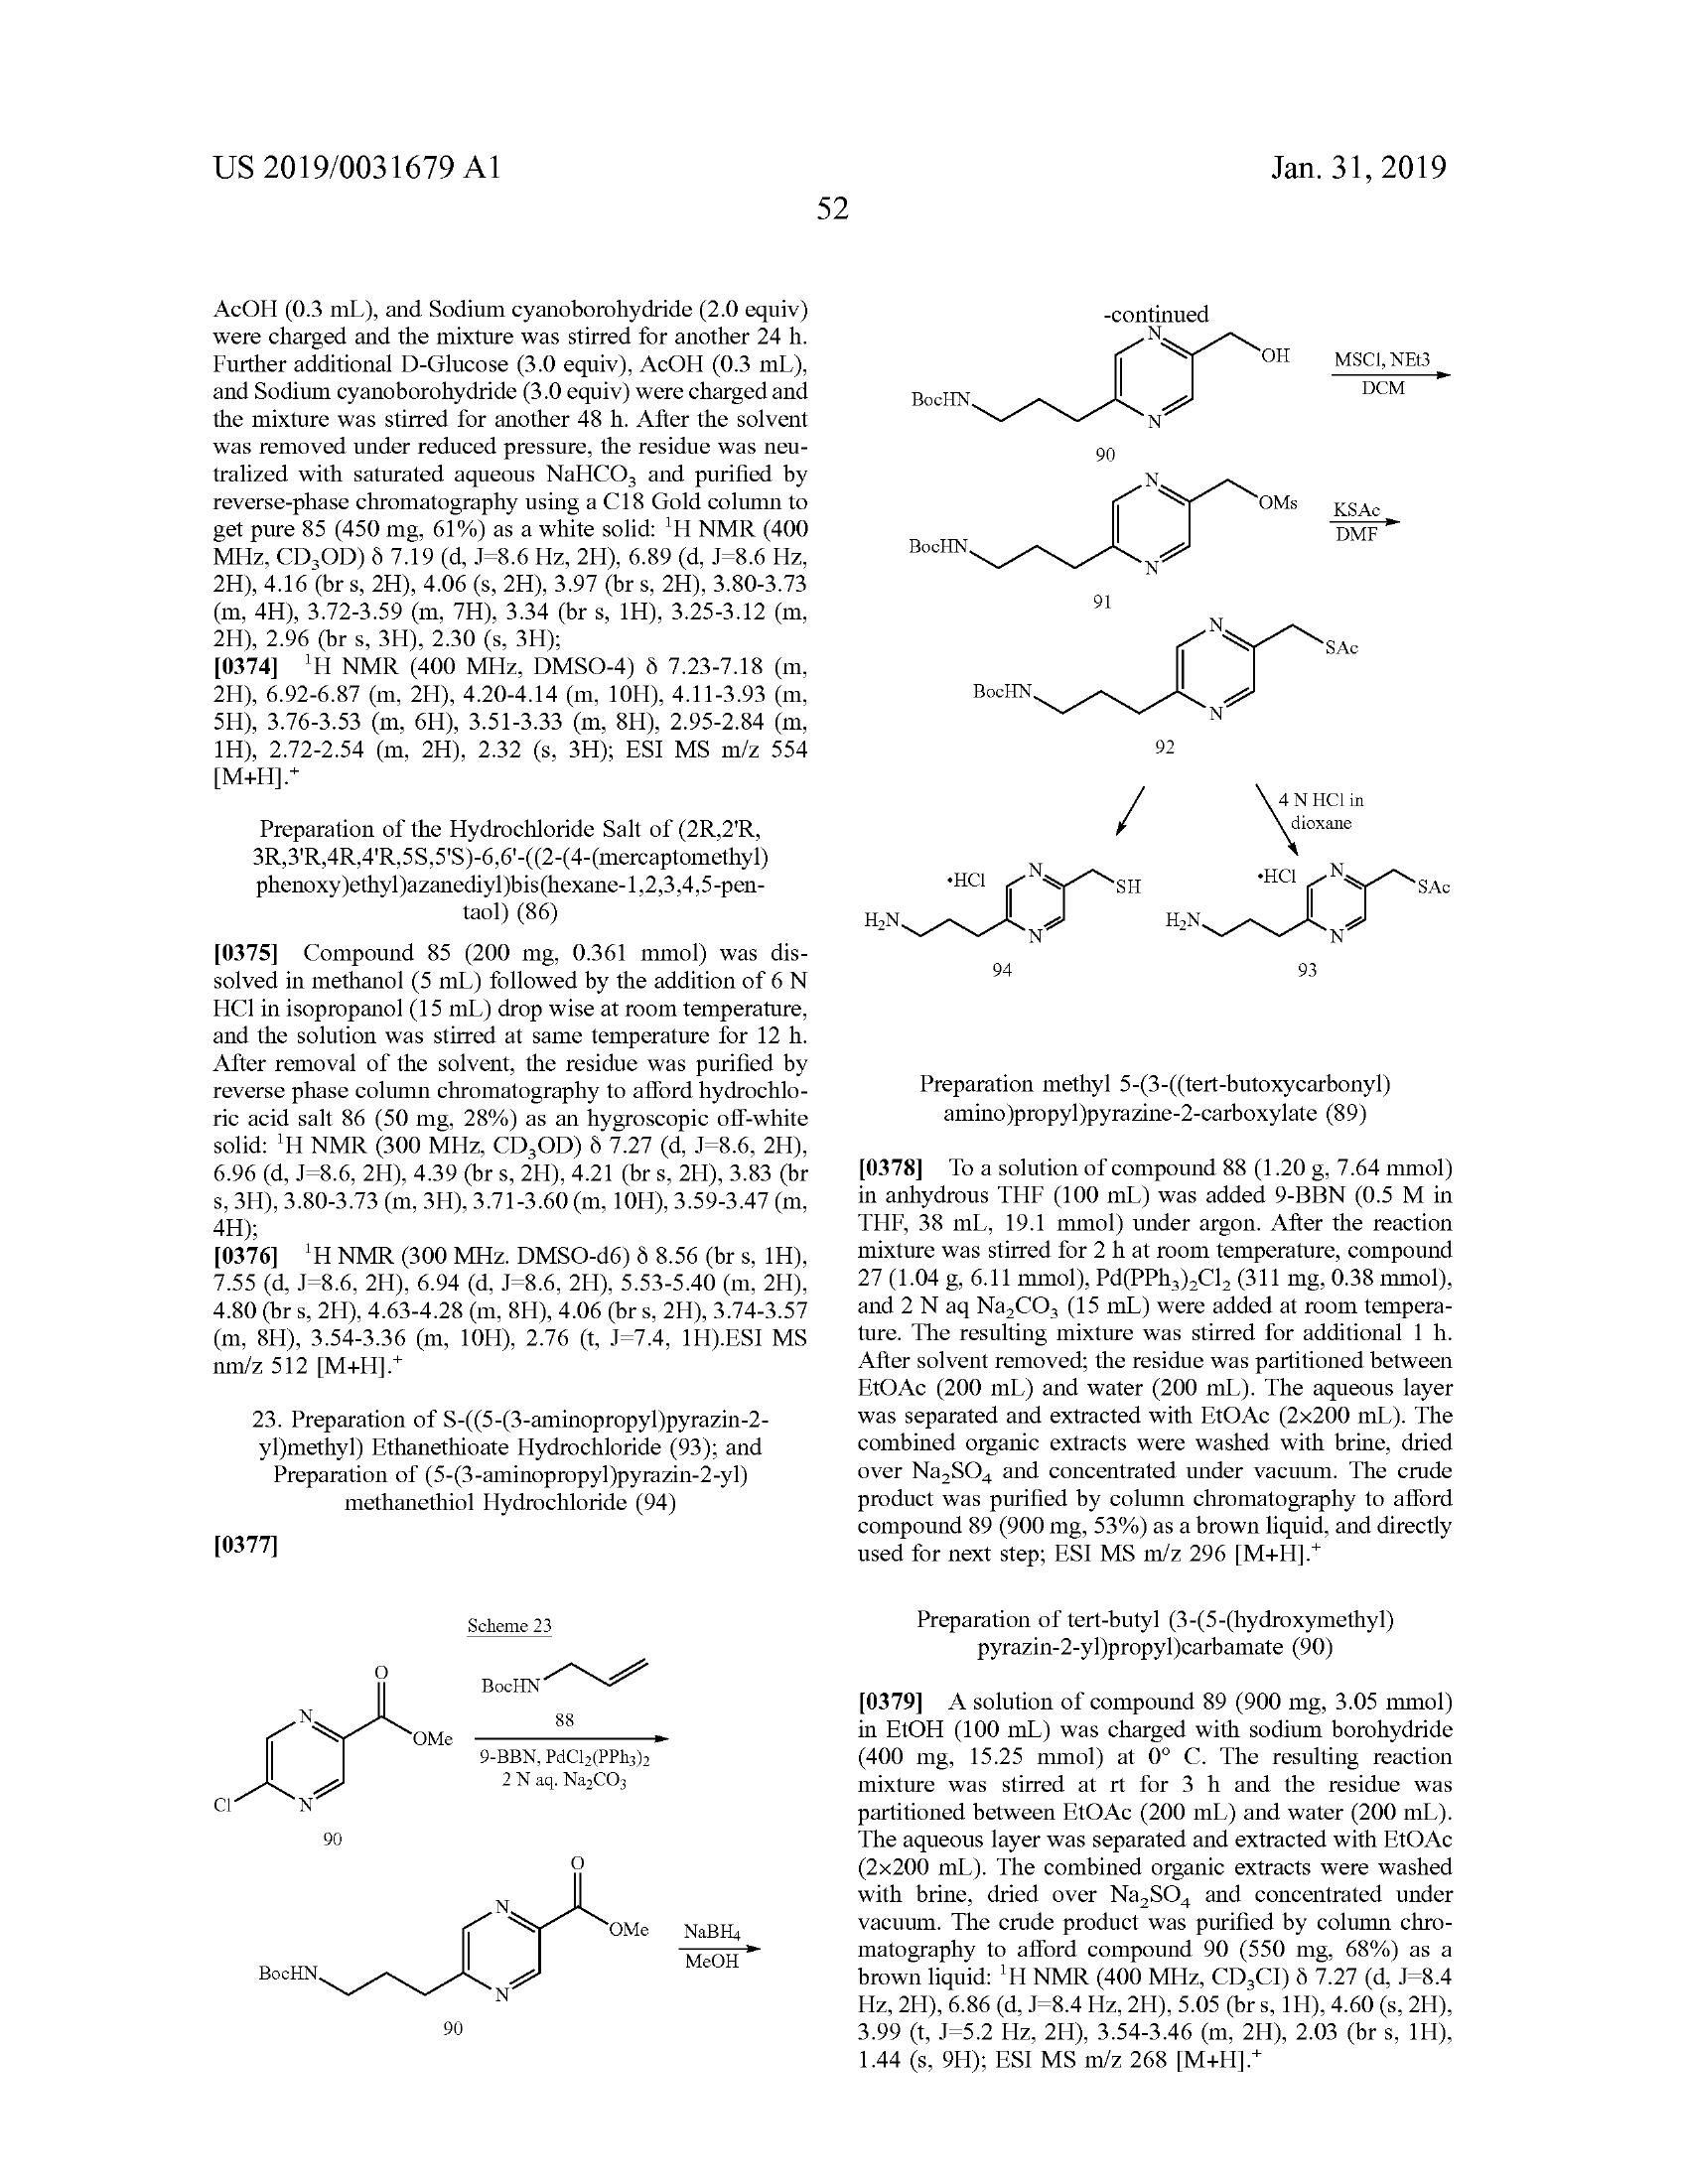 US 2019/0031679 A1
Jan. 31, 2019
52
AcOH (0.3 mL), and Sodium cyanoborohydride (2.0 equiv)
were charged and the mixture was stirred for another 24 h.
Further additional D-Glucose (3.0 equiv), AcOH (0.3 mL),
and Sodium cyanoborohydride (3.0 equiv) were charged and
the mixture was stirred for another 48 h. After the solvent
was removed under reduced pressure, the residue was neu-
tralized with saturated aqueous NaHCO₃ and purified by
reverse-phase chromatography using a C18 Gold column to
get pure 85 (450 mg, 61%) as a white solid: ¹H NMR (400
MHz, CD₃OD) δ 7.19 (d, J=8.6 Hz, 2H), 6.89 (d, J=8.6 Hz,
2H), 4.16 (br s, 2H), 4.06 (s, 2H), 3.97 (br s, 2H), 3.80-3.73
(m, 4H), 3.72-3.59 (m, 7H), 3.34 (br s, 1H), 3.25-3.12 (m,
2H), 2.96 (br s, 3H), 2.30 (s, 3H);
[0374] ¹H NMR (400 MHz, DMSO-4) δ 7.23-7.18 (m,
2H), 6.92-6.87 (m, 2H), 4.20-4.14 (m, 10H), 4.11-3.93 (m,
5H), 3.76-3.53 (m, 6H), 3.51-3.33 (m, 8H), 2.95-2.84 (m,
1H), 2.72-2.54 (m, 2H), 2.32 (s, 3H); ESI MS m/z 554
[M+H].⁺
Preparation of the Hydrochloride Salt of (2R,2'R,
3R,3'R,4R,4'R,5S,5'S)-6,6'-((2-(4-(mercaptomethyl)
phenoxy)ethyl)azanediyl)bis(hexane-1,2,3,4,5-pen-
taol) (86)
[0375] Compound 85 (200 mg, 0.361 mmol) was dis-
solved in methanol (5 mL) followed by the addition of 6 N
HCl in isopropanol (15 mL) drop wise at room temperature,
and the solution was stirred at same temperature for 12 h.
After removal of the solvent, the residue was purified by
reverse phase column chromatography to afford hydrochlo-
ric acid salt 86 (50 mg, 28%) as an hygroscopic off-white
solid: ¹H NMR (300 MHz, CD₃OD) δ 7.27 (d, J=8.6, 2H),
6.96 (d, J=8.6, 2H), 4.39 (br s, 2H), 4.21 (br s, 2H), 3.83 (br
s, 3H), 3.80-3.73 (m, 3H), 3.71-3.60 (m, 10H), 3.59-3.47 (m,
4H);
[0376] ¹H NMR (300 MHz. DMSO-d6) δ 8.56 (br s, 1H),
7.55 (d, J=8.6, 2H), 6.94 (d, J=8.6, 2H), 5.53-5.40 (m, 2H),
4.80 (br s, 2H), 4.63-4.28 (m, 8H), 4.06 (br s, 2H), 3.74-3.57
(m, 8H), 3.54-3.36 (m, 10H), 2.76 (t, J=7.4, 1H).ESI MS
nm/z 512 [M+H].⁺
23. Preparation of S-((5-(3-aminopropyl)pyrazin-2-
yl)methyl) Ethanethioate Hydrochloride (93); and
Preparation of (5-(3-aminopropyl)pyrazin-2-yl)
methanethiol Hydrochloride (94)
[0377]
Scheme 23
BocHN
88
9-BBN, PdCl₂(PPh₃)₂
2 N aq. Na₂CO₃
O
N
OMe
Cl
N
90
O
N
OMe
BocHN
N
90
NaBH₄
MeOH
-continued
N
OH
BocHN
N
90
MSCl, NEt3
DCM
N
OMs
BocHN
N
91
KSAc
DMF
N
SAc
BocHN
N
92
4 N HCl in
dioxane
•HCl
N
SH
H₂N
N
94
•HCl
N
SAc
H₂N
N
93
Preparation methyl 5-(3-((tert-butoxycarbonyl)
amino)propyl)pyrazine-2-carboxylate (89)
[0378] To a solution of compound 88 (1.20 g, 7.64 mmol)
in anhydrous THF (100 mL) was added 9-BBN (0.5 M in
THF, 38 mL, 19.1 mmol) under argon. After the reaction
mixture was stirred for 2 h at room temperature, compound
27 (1.04 g, 6.11 mmol), Pd(PPh₃)₂Cl₂ (311 mg, 0.38 mmol),
and 2 N aq Na₂CO₃ (15 mL) were added at room tempera-
ture. The resulting mixture was stirred for additional 1 h.
After solvent removed; the residue was partitioned between
EtOAc (200 mL) and water (200 mL). The aqueous layer
was separated and extracted with EtOAc (2x200 mL). The
combined organic extracts were washed with brine, dried
over Na₂SO₄ and concentrated under vacuum. The crude
product was purified by column chromatography to afford
compound 89 (900 mg, 53%) as a brown liquid, and directly
used for next step; ESI MS m/z 296 [M+H].⁺
Preparation of tert-butyl (3-(5-(hydroxymethyl)
pyrazin-2-yl)propyl)carbamate (90)
[0379] A solution of compound 89 (900 mg, 3.05 mmol)
in EtOH (100 mL) was charged with sodium borohydride
(400 mg, 15.25 mmol) at 0° C. The resulting reaction
mixture was stirred at rt for 3 h and the residue was
partitioned between EtOAc (200 mL) and water (200 mL).
The aqueous layer was separated and extracted with EtOAc
(2x200 mL). The combined organic extracts were washed
with brine, dried over Na₂SO₄ and concentrated under
vacuum. The crude product was purified by column chro-
matography to afford compound 90 (550 mg, 68%) as a
brown liquid: ¹H NMR (400 MHz, CD₃CI) δ 7.27 (d, J=8.4
Hz, 2H), 6.86 (d, J=8.4 Hz, 2H), 5.05 (br s, 1H), 4.60 (s, 2H),
3.99 (t, J=5.2 Hz, 2H), 3.54-3.46 (m, 2H), 2.03 (br s, 1H),
1.44 (s, 9H); ESI MS m/z 268 [M+H].⁺